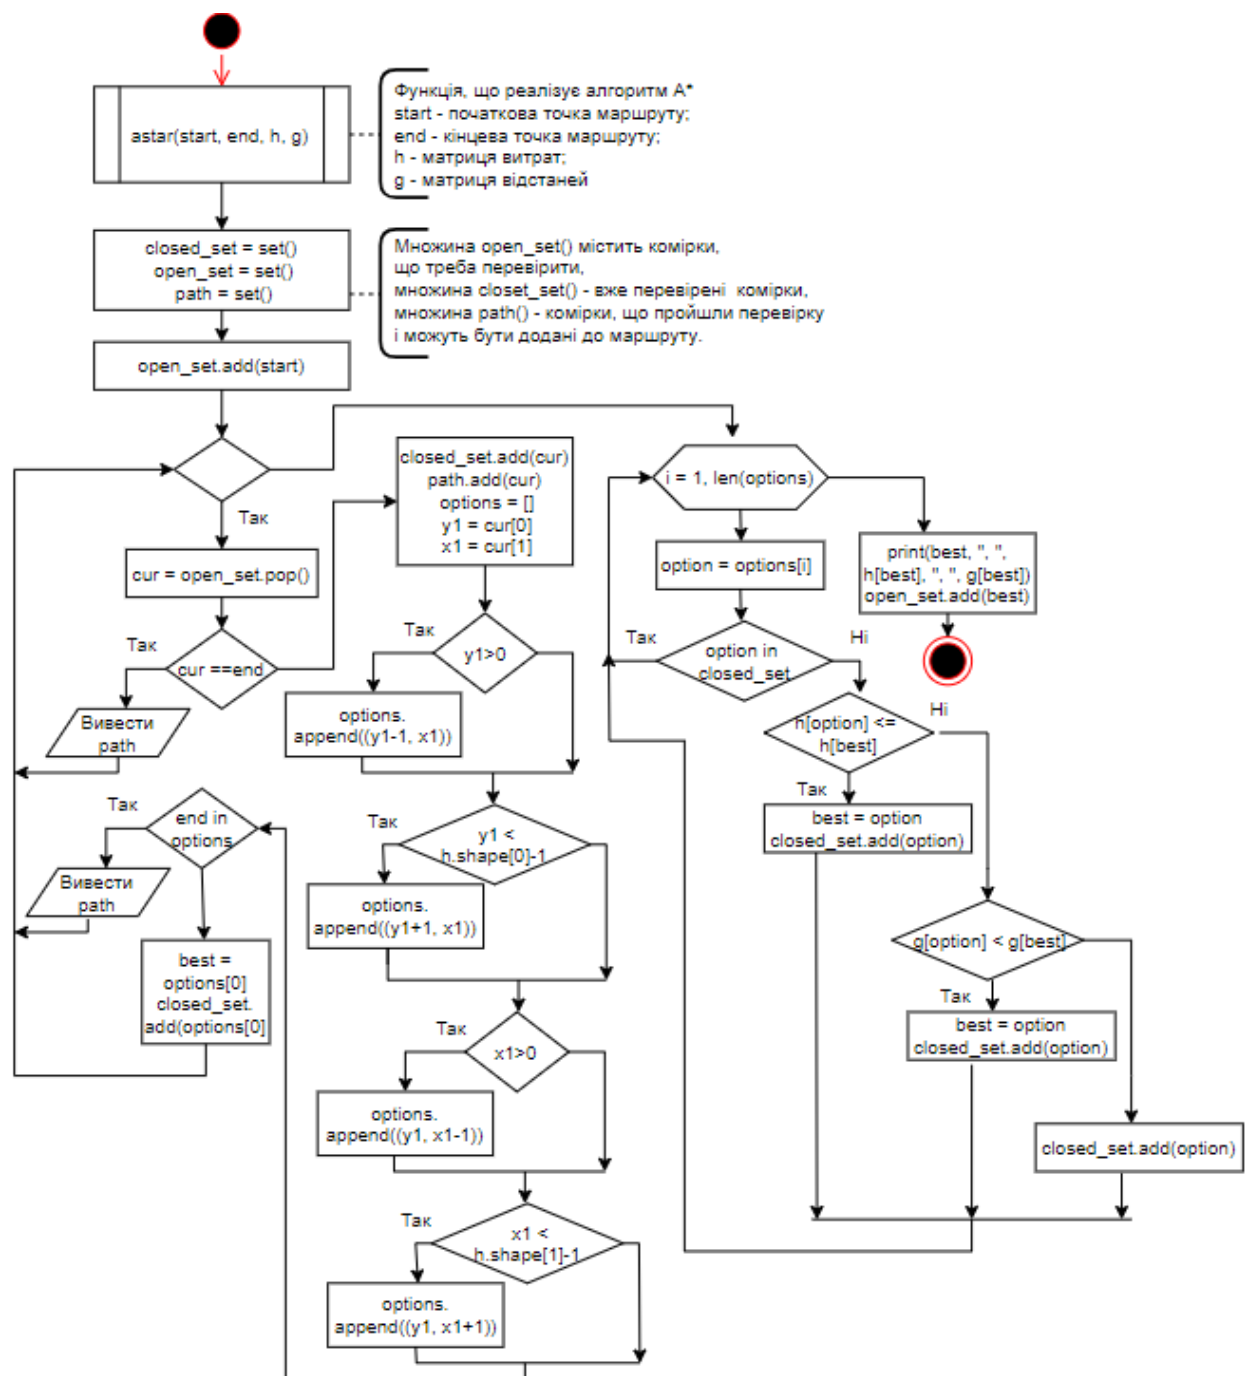 astar(start, end, h, g)
Функція, що реалізує алгоритм А*
start - початкова точка маршруту;
end - кінцева точка маршруту;
h - матриця витрат;
g - матриця відстаней
closed_set = set()
open_set = set()
path = set()
Множина open_set() містить комірки,
що треба перевірити,
множина closet_set() - вже перевірені комірки,
множина path() - комірки, що пройшли перевірку
і можуть бути додані до маршруту.
open_set.add(start)
Так
cur = open_set.pop()
Так
cur ==end
Вивести
path
Так
end in
options
Вивести
path
best =
options[0]
closed_set.
add(options[0]
closed_set.add(cur)
path.add(cur)
options = []
y1 = cur[0]
x1 = cur[1]
Так
y1>0
options.
append((y1-1, x1))
Так
y1 <
h.shape[0]-1
options.
append((y1+1, x1))
Так
x1>0
options.
append((y1, x1-1))
Так
x1 <
h.shape[1]-1
options.
append((y1, x1+1))
i = 1, len(options)
option = options[i]
print(best, ", ",
h[best], ", ", g[best])
open_set.add(best)
Так
option in
closed_set
Ні
h[option] <=
h[best]
Ні
Так
best = option
closed_set.add(option)
g[option] < g[best]
Так
best = option
closed_set.add(option)
closed_set.add(option)